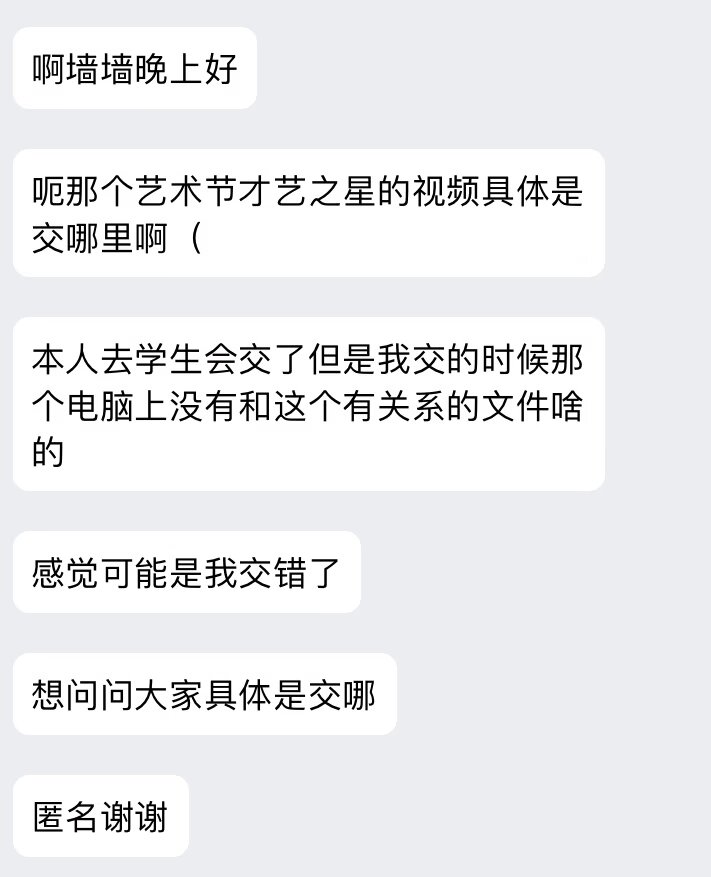 啊墙墙晚上好
呃那个艺术节才艺之星的视频具体是
交哪里啊（
本人去学生会交了但是我交的时候那
个电脑上没有和这个有关系的文件啥
的
感觉可能是我交错了
想问问大家具体是交哪
匿名谢谢